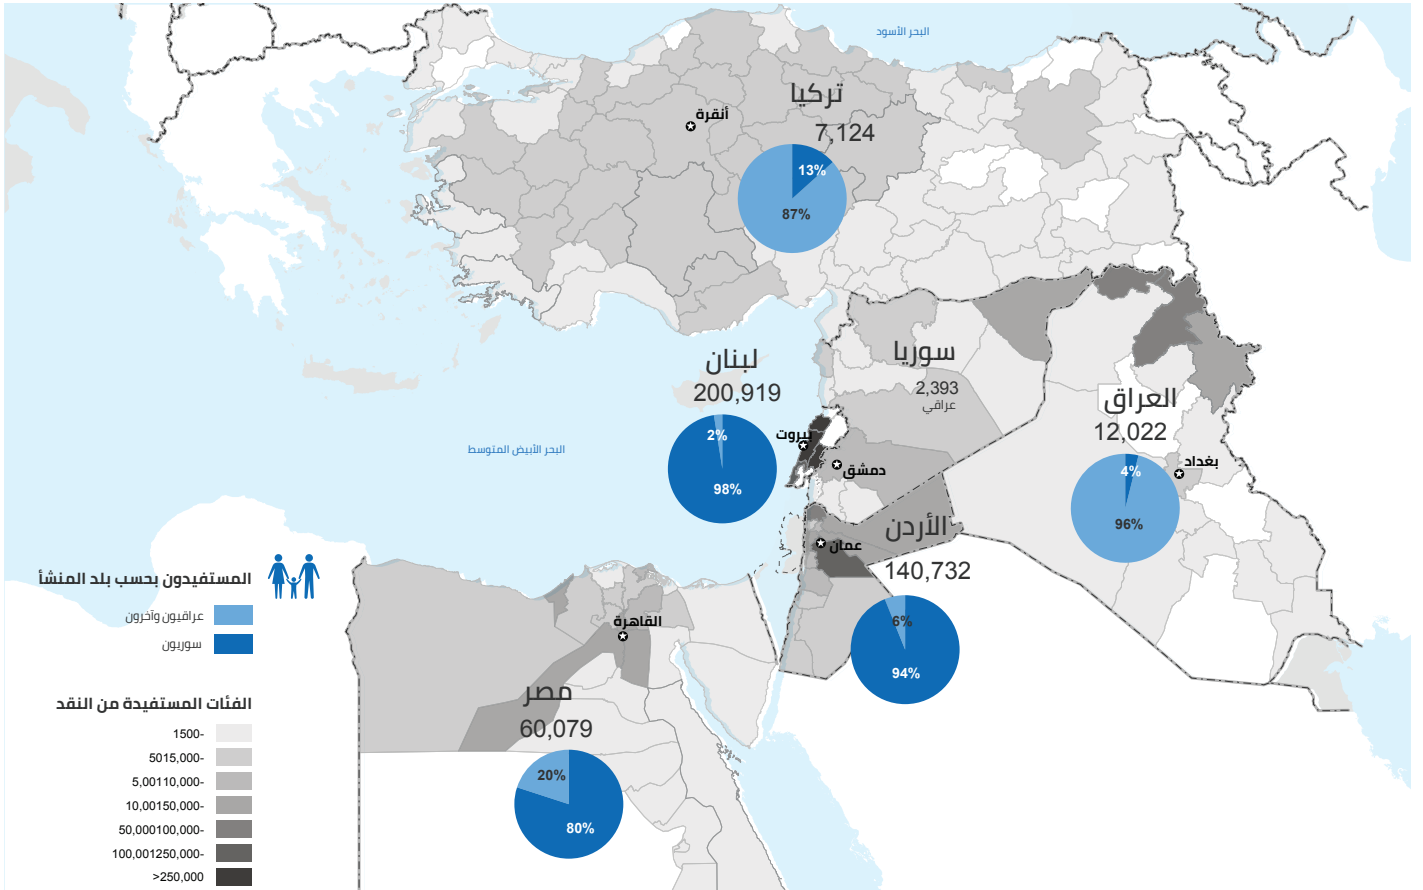 البحر الأسود
تركيا
أنقرة
7,124
13%
87%
سوريا
2,393
عراقي
لبنان
200,919
2%
98%
بيروت
دمشق
البحر الأبيض المتوسط
العراق
12,022
بغداد
4%
96%
الأردن
عمان
140,732
6%
94%
القاهرة
مصر
60,079
20%
80%
المستفيدون بحسب بلد المنشأ
عراقيون وآخرون
سوريون
الفئات المستفيدة من النقد
1500-
5015,000-
5,00110,000-
10,00150,000-
50,000100,000-
100,001250,000-
>250,000